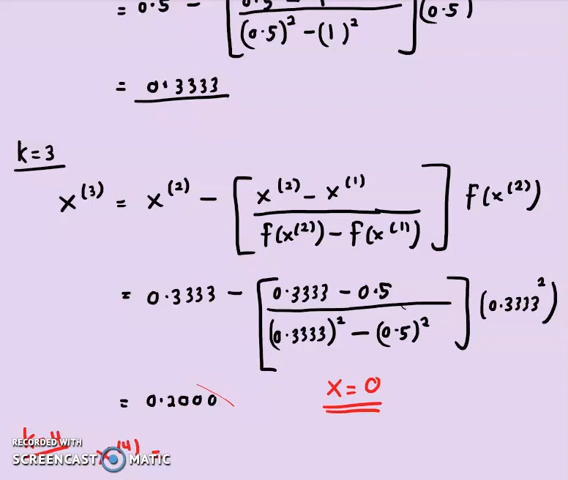 = 0.5 - [ / (0.5)² - (1)² ] (0.5)
= 0.3333
k=3
x⁽³⁾ = x⁽²⁾ - [ x⁽²⁾ - x⁽¹⁾ / f(x⁽²⁾) - f(x⁽¹⁾) ] f(x⁽²⁾)
= 0.3333 - [ 0.3333 - 0.5 / (0.3333)² - (0.5)² ] (0.3333²)
= 0.2000 x = 0
k=4 x⁽⁴⁾ =
RECORDED WITH
SCREENCAST MATIC